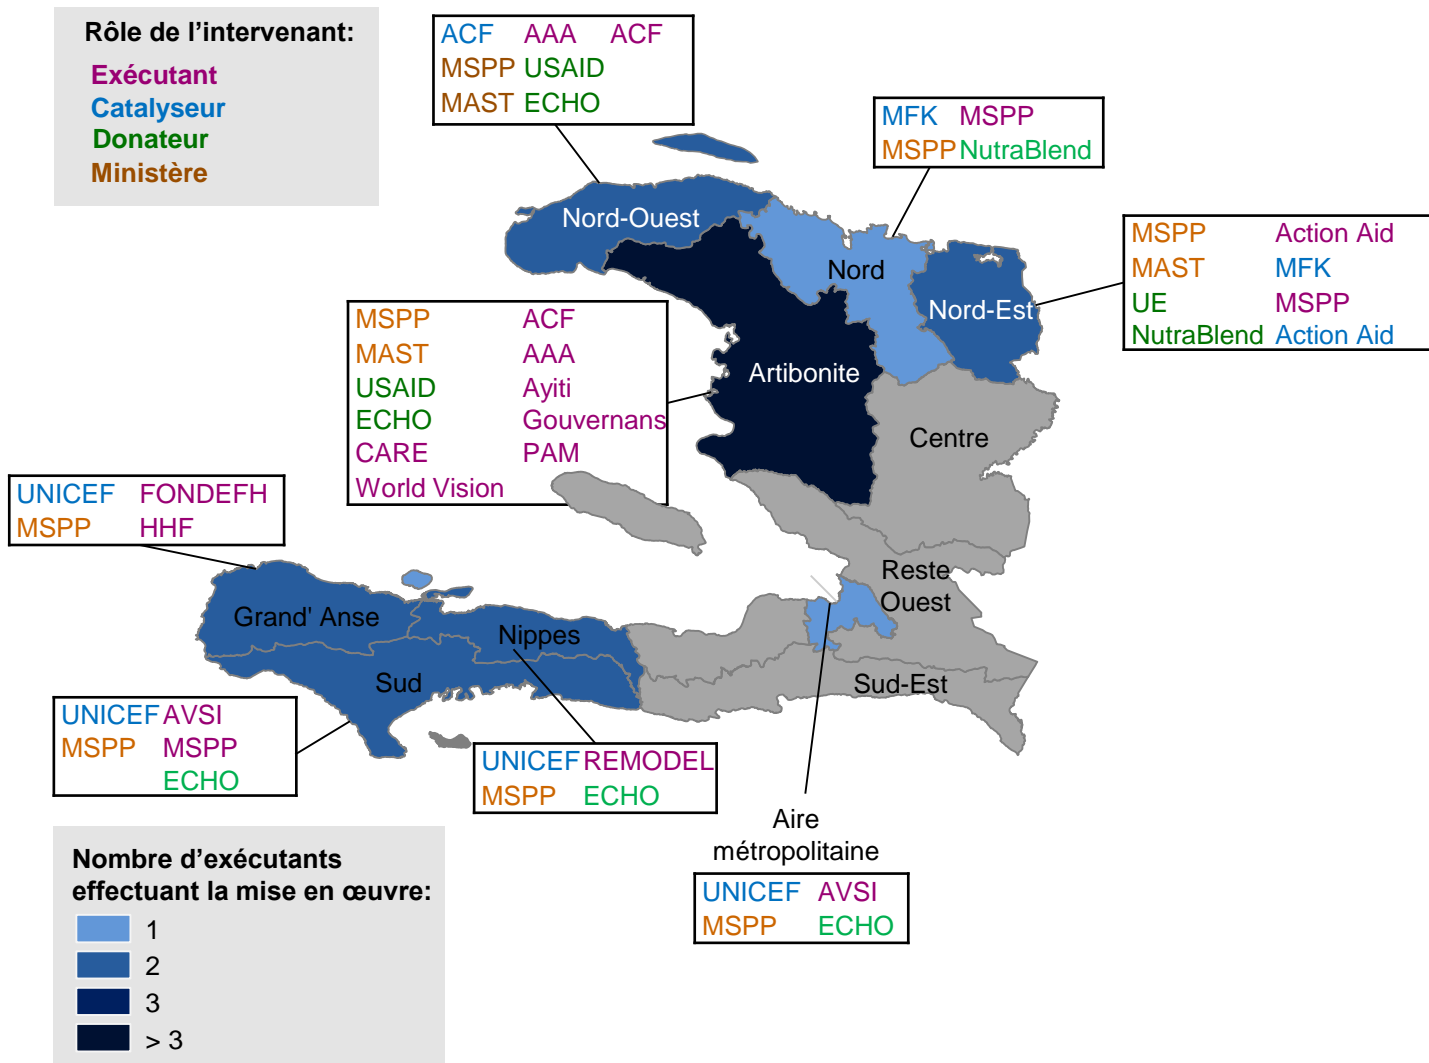 Rôle de l'intervenant:
Exécutant
Catalyseur
Donateur
Ministère
ACF AAA ACF
MSPP USAID
MAST ECHO
MFK MSPP
MSPP NutraBlend
MSPP Action Aid
MAST MFK
UE MSPP
NutraBlend Action Aid
MSPP ACF
MAST AAA
USAID Ayiti
ECHO Gouvernans
CARE PAM
World Vision
UNICEF FONDEFH
MSPP HHF
UNICEF AVSI
MSPP MSPP
ECHO
UNICEF REMODEL
MSPP ECHO
Nord-Ouest
Nord
Nord-Est
Artibonite
Centre
Reste
Ouest
Grand' Anse
Nippes
Sud
Sud-Est
Aire
métropolitaine
UNICEF AVSI
MSPP ECHO
Nombre d'exécutants
effectuant la mise en œuvre:
1
2
3
> 3